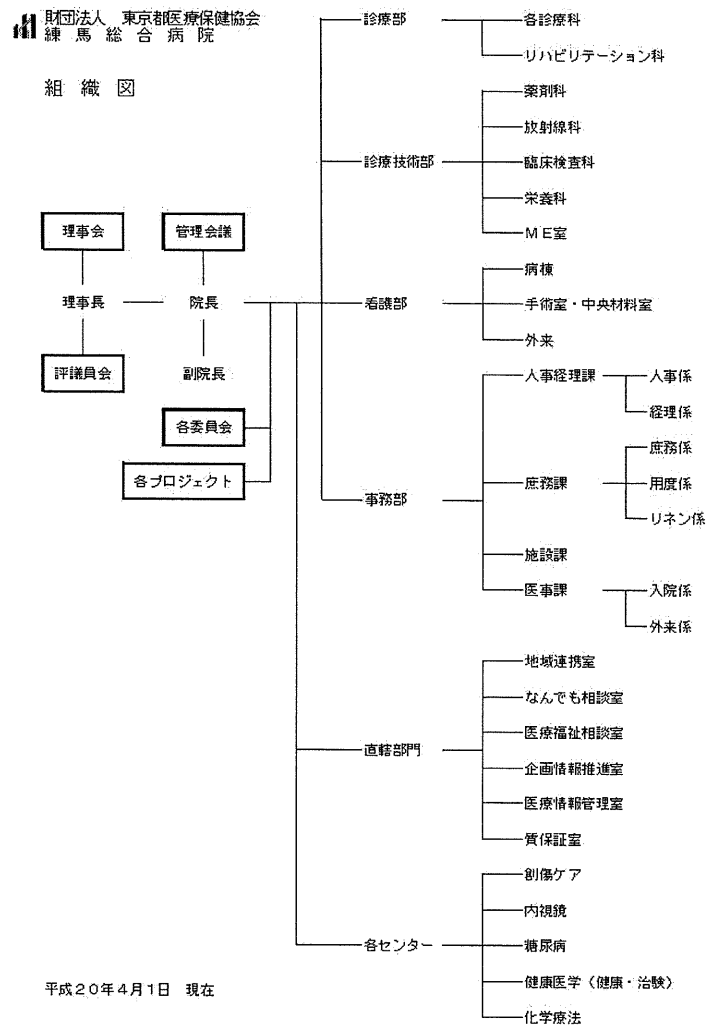 財団法人 東京都医療保健協会
練馬総合病院
組織図
理事会
管理会議
理事長
院長
評議員会
副院長
各委員会
各プロジェクト
診療部
各診療科
リハビリテーション科
診療技術部
薬剤科
放射線科
臨床検査科
栄養科
ME室
看護部
病棟
手術室・中央材料室
外来
事務部
人事経理課
人事係
経理係
庶務課
庶務係
用度係
リネン係
施設課
医事課
入院係
外来係
直轄部門
地域連携室
なんでも相談室
医療福祉相談室
企画情報推進室
医療情報管理室
質保証室
各センター
創傷ケア
内視鏡
糖尿病
健康医学(健康・治験)
化学療法
平成20年4月1日 現在